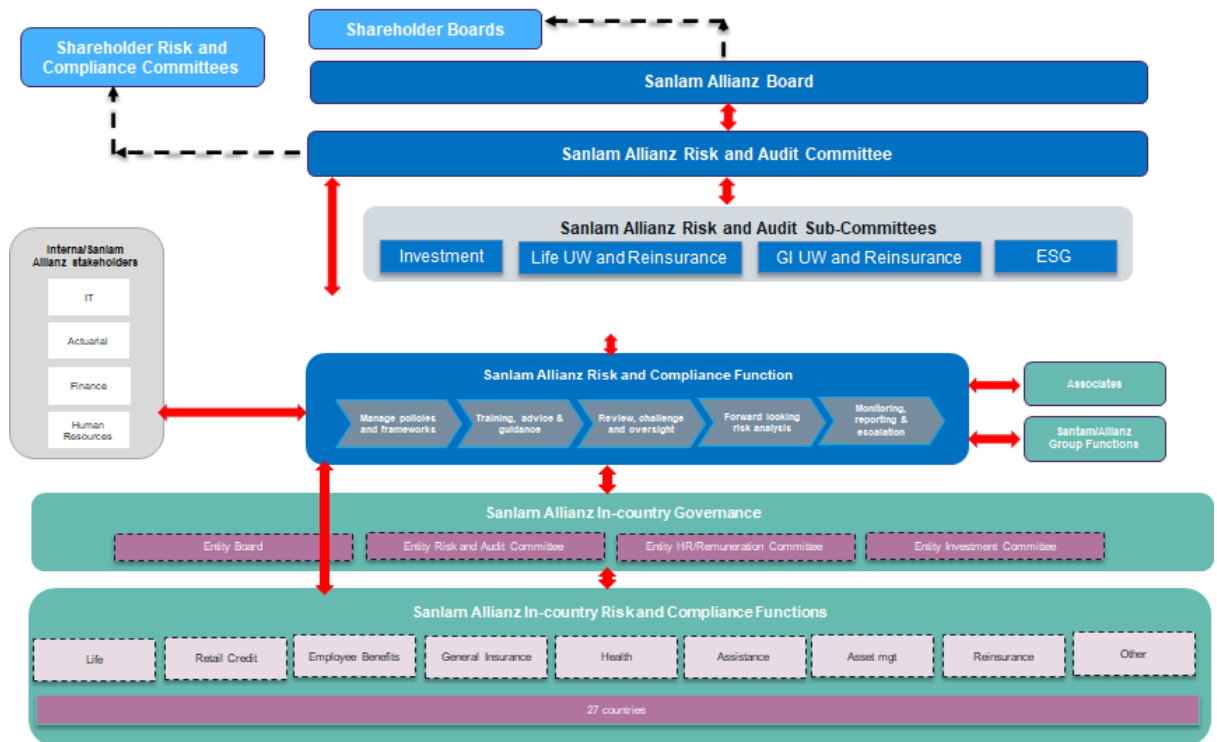 Shareholder Boards
Shareholder Risk and
Compliance Committees
Sanlam Allianz Board
Sanlam Allianz Risk and Audit Committee
Sanlam Allianz Risk and Audit Sub-Committees
Investment
Life UW and Reinsurance
GI UW and Reinsurance
ESG
Interna/Sanlam
Allianz stakeholders
IT
Actuarial
Finance
Human
Resources
Sanlam Allianz Risk and Compliance Function
Manage policies
and frameworks
Training, advice &
guidance
Review, challenge
and oversight
Forward looking
risk analysis
Monitoring,
reporting &
escalation
Associates
Santam/Allianz
Group Functions
Sanlam Allianz In-country Governance
Entity Board
Entity Risk and Audit Committee
Entity HR/Remuneration Committee
Entity Investment Committee
Sanlam Allianz In-country Risk and Compliance Functions
Life
Retail Credit
Employee Benefits
General Insurance
Health
Assistance
Asset mgt
Reinsurance
Other
27 countries